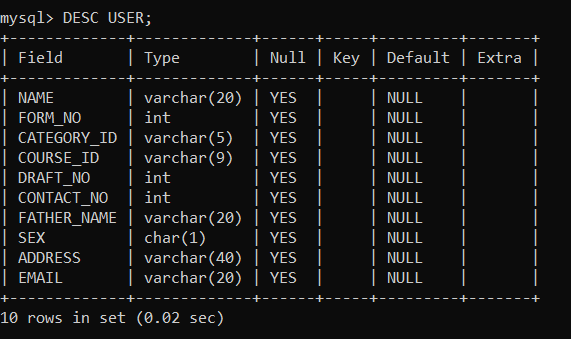 mysql> DESC USER;
+-------------+-------------+------+-----+---------+-------+
| Field       | Type        | Null | Key | Default | Extra |
+-------------+-------------+------+-----+---------+-------+
| NAME        | varchar(20) | YES  |     | NULL    |       |
| FORM_NO     | int         | YES  |     | NULL    |       |
| CATEGORY_ID | varchar(5)  | YES  |     | NULL    |       |
| COURSE_ID   | varchar(9)  | YES  |     | NULL    |       |
| DRAFT_NO    | int         | YES  |     | NULL    |       |
| CONTACT_NO  | int         | YES  |     | NULL    |       |
| FATHER_NAME | varchar(20) | YES  |     | NULL    |       |
| SEX         | char(1)     | YES  |     | NULL    |       |
| ADDRESS     | varchar(40) | YES  |     | NULL    |       |
| EMAIL       | varchar(20) | YES  |     | NULL    |       |
+-------------+-------------+------+-----+---------+-------+
10 rows in set (0.02 sec)